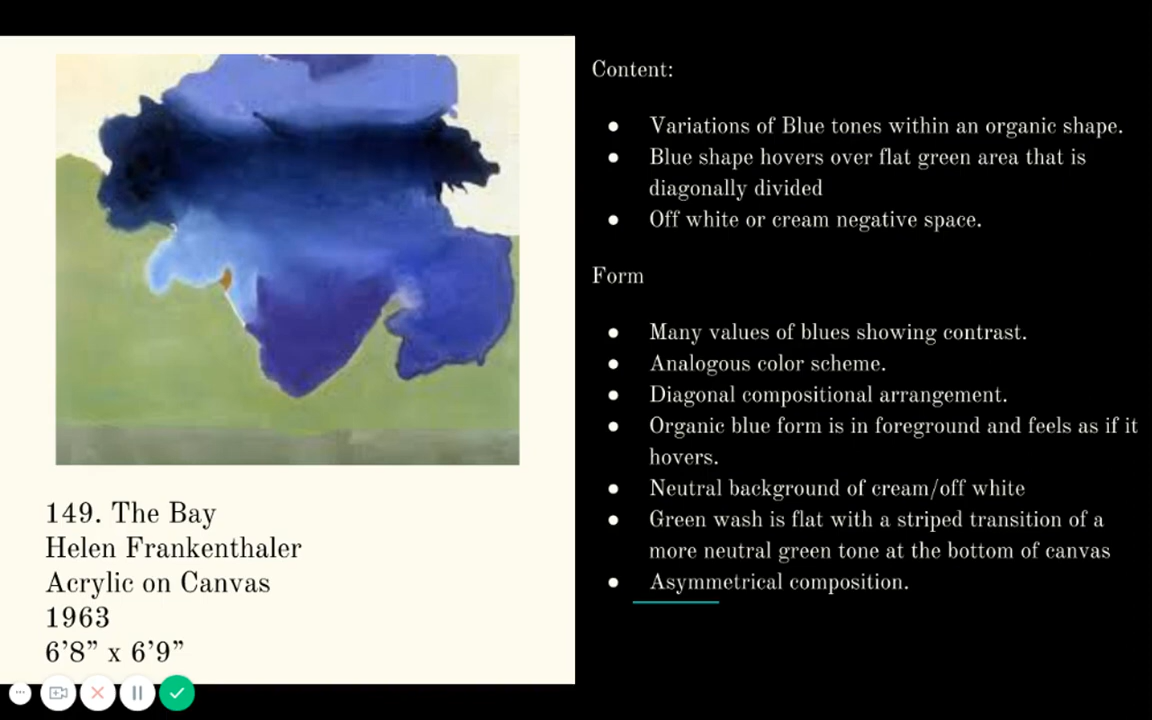 Content:
Variations of Blue tones within an organic shape.
Blue shape hovers over flat green area that is
diagonally divided
Off white or cream negative space.
Form
Many values of blues showing contrast.
Analogous color scheme.
Diagonal compositional arrangement.
Organic blue form is in foreground and feels as if it
hovers.
Neutral background of cream/off white
Green wash is flat with a striped transition of a
more neutral green tone at the bottom of canvas
Asymmetrical composition.
149. The Bay
Helen Frankenthaler
Acrylic on Canvas
1963
6’8” x 6’9”